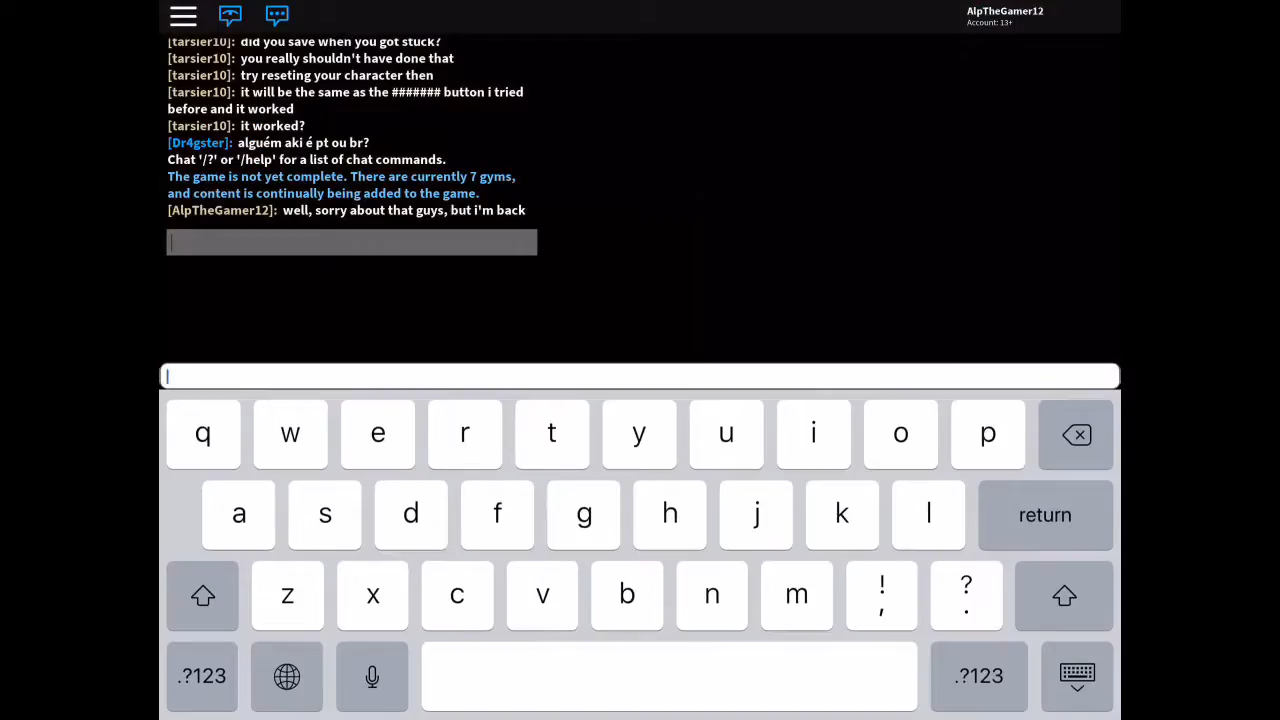 AlpTheGamer12
Account: 13+
[tarsier10]: did you save when you got stuck?
[tarsier10]: you really shouldn't have done that
[tarsier10]: try resetting your character then
[tarsier10]: it will be the same as the ####### button i tried
before and it worked
[tarsier10]: it worked?
[Dr4gster]: alguém aki é pt ou br?
Chat '/?' or '/help' for a list of chat commands.
The game is not yet complete. There are currently 7 gyms,
and content is continually being added to the game.
[AlpTheGamer12]: well, sorry about that guys, but i'm back
q w e r t y u i o p
a s d f g h j k l return
z x c v b n m ! , ? .
.?123 .?123